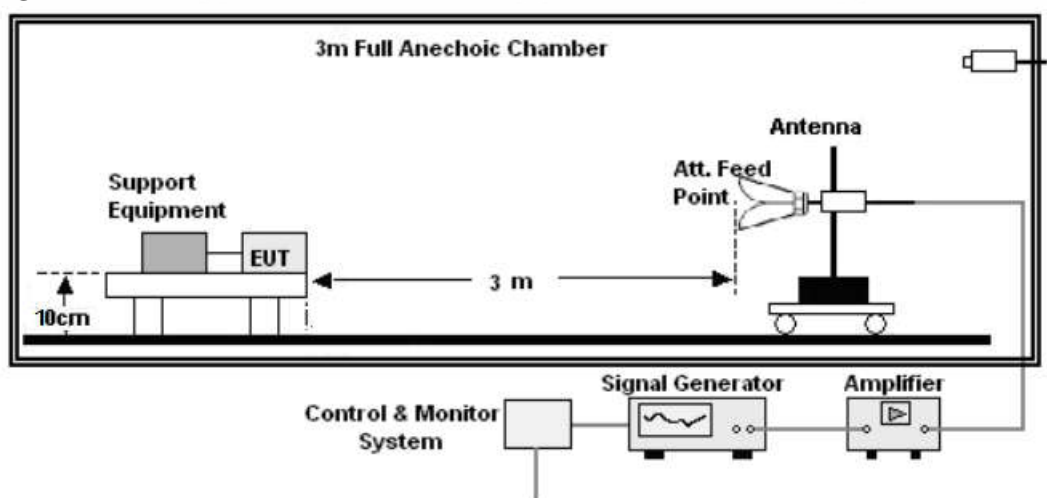 3m Full Anechoic Chamber
Antenna
Att. Feed
Point
Support
Equipment
EUT
3 m
10cm
Signal Generator
Amplifier
Control & Monitor
System